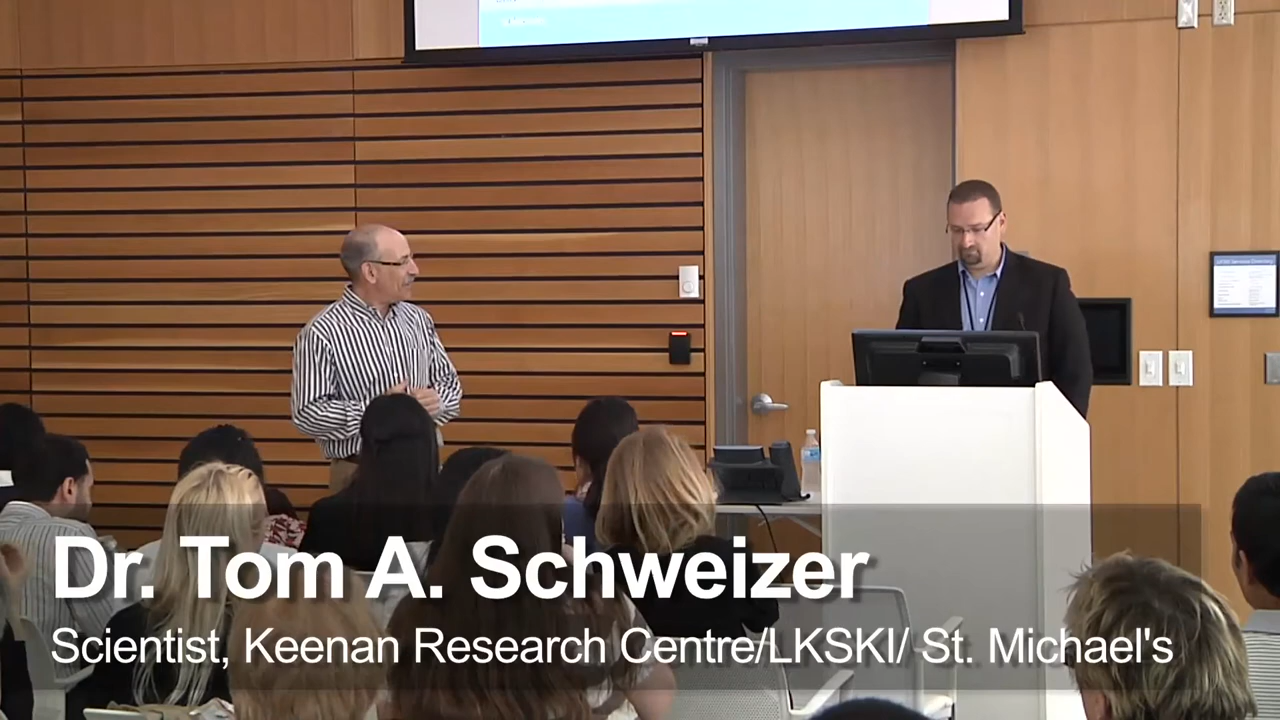 Dr. Tom A. Schweizer
Scientist, Keenan Research Centre/LKSKI/ St. Michael's